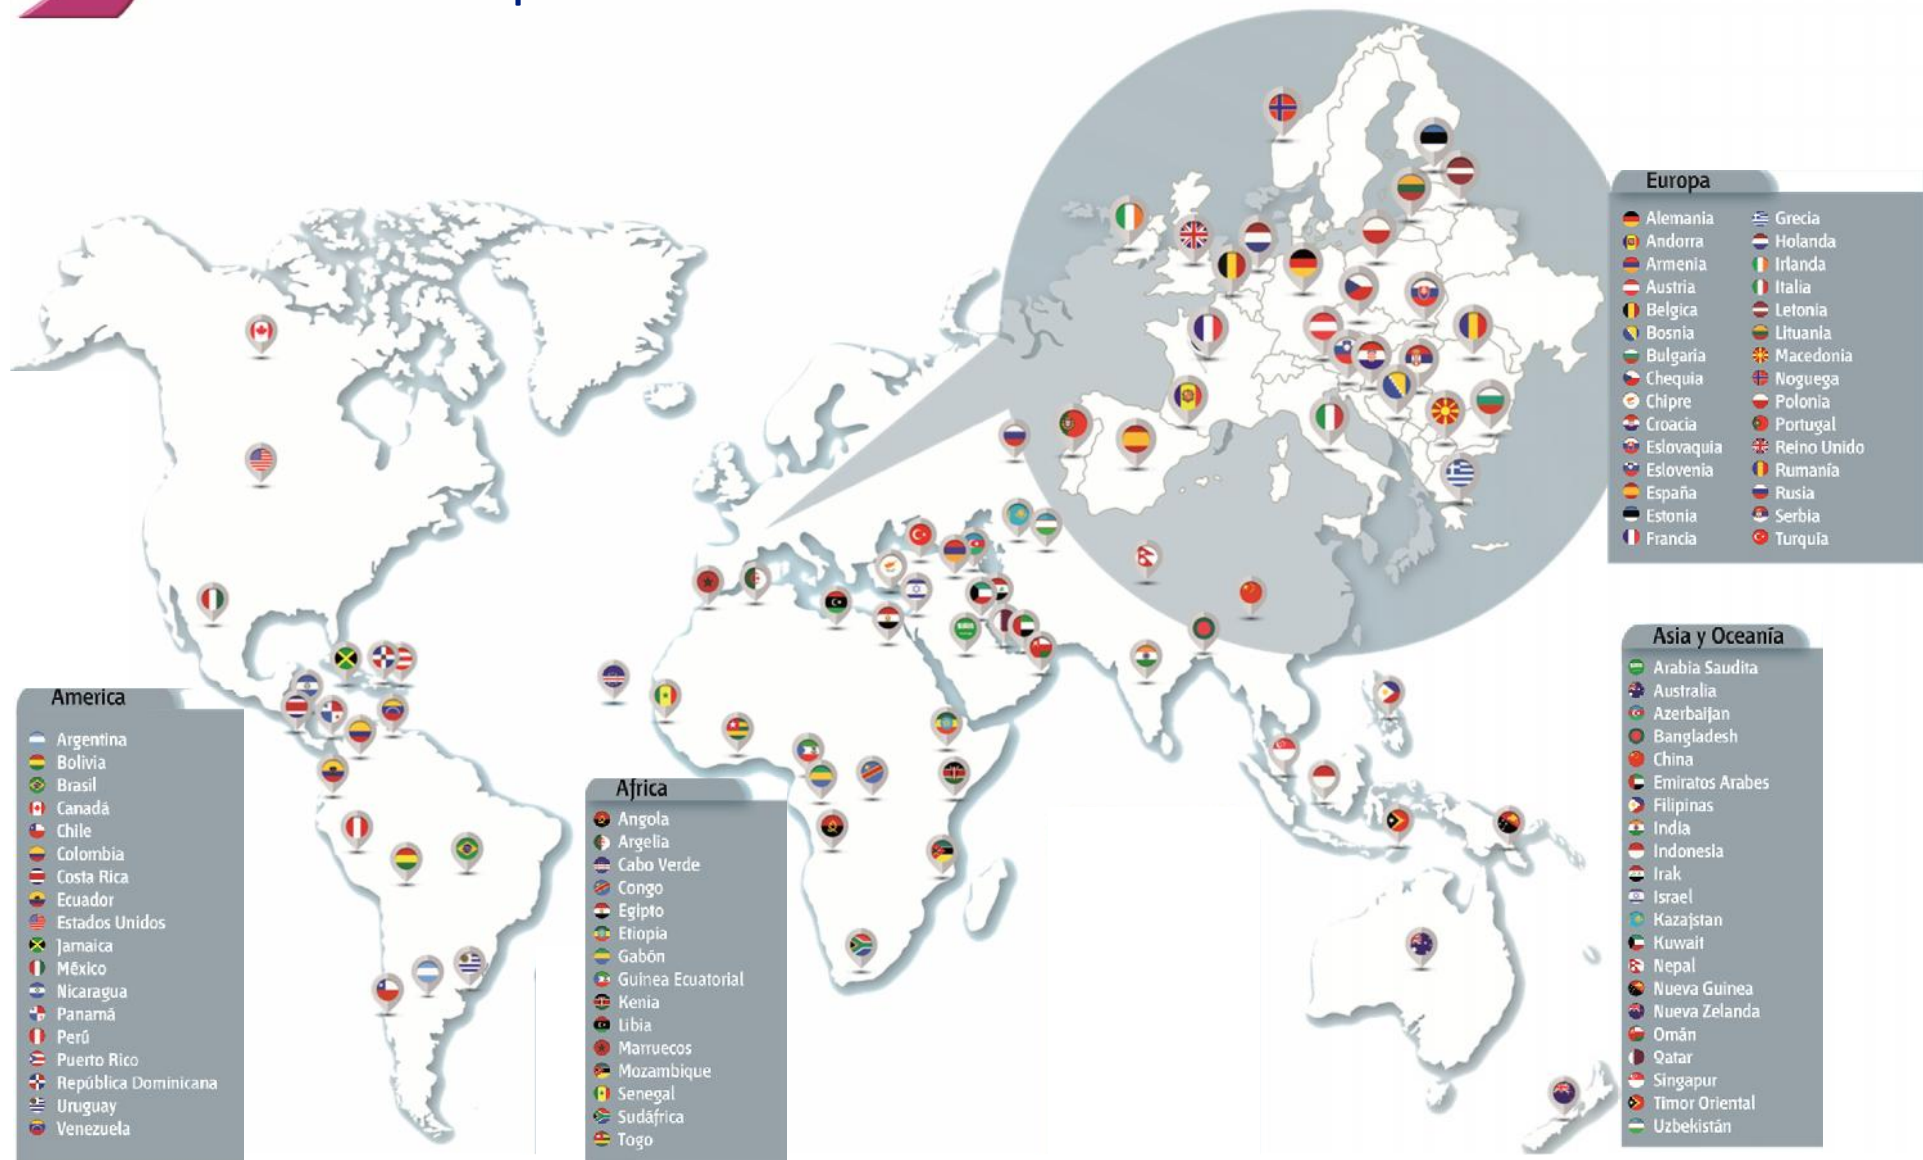 Europa
Alemania
Andorra
Armenia
Austria
Belgica
Bosnia
Bulgaria
Chequia
Chipre
Croacia
Eslovaquia
Eslovenia
España
Estonia
Francia
Grecia
Holanda
Irlanda
Italia
Letonia
Lituania
Macedonia
Noguega
Polonia
Portugal
Reino Unido
Rumanía
Rusia
Serbia
Turquía
America
Argentina
Bolivia
Brasil
Canadá
Chile
Colombia
Costa Rica
Ecuador
Estados Unidos
Jamaica
México
Nicaragua
Panamá
Perú
Puerto Rico
República Dominicana
Uruguay
Venezuela
Africa
Angola
Argelia
Cabo Verde
Congo
Egipto
Etiopia
Gabón
Guinea Ecuatorial
Kenia
Libia
Marruecos
Mozambique
Senegal
Sudáfrica
Togo
Asia y Oceanía
Arabia Saudita
Australia
Azerbaijan
Bangladesh
China
Emiratos Arabes
Filipinas
India
Indonesia
Irak
Israel
Kazajstan
Kuwait
Nepal
Nueva Guinea
Nueva Zelanda
Omán
Qatar
Singapur
Timor Oriental
Uzbekistán